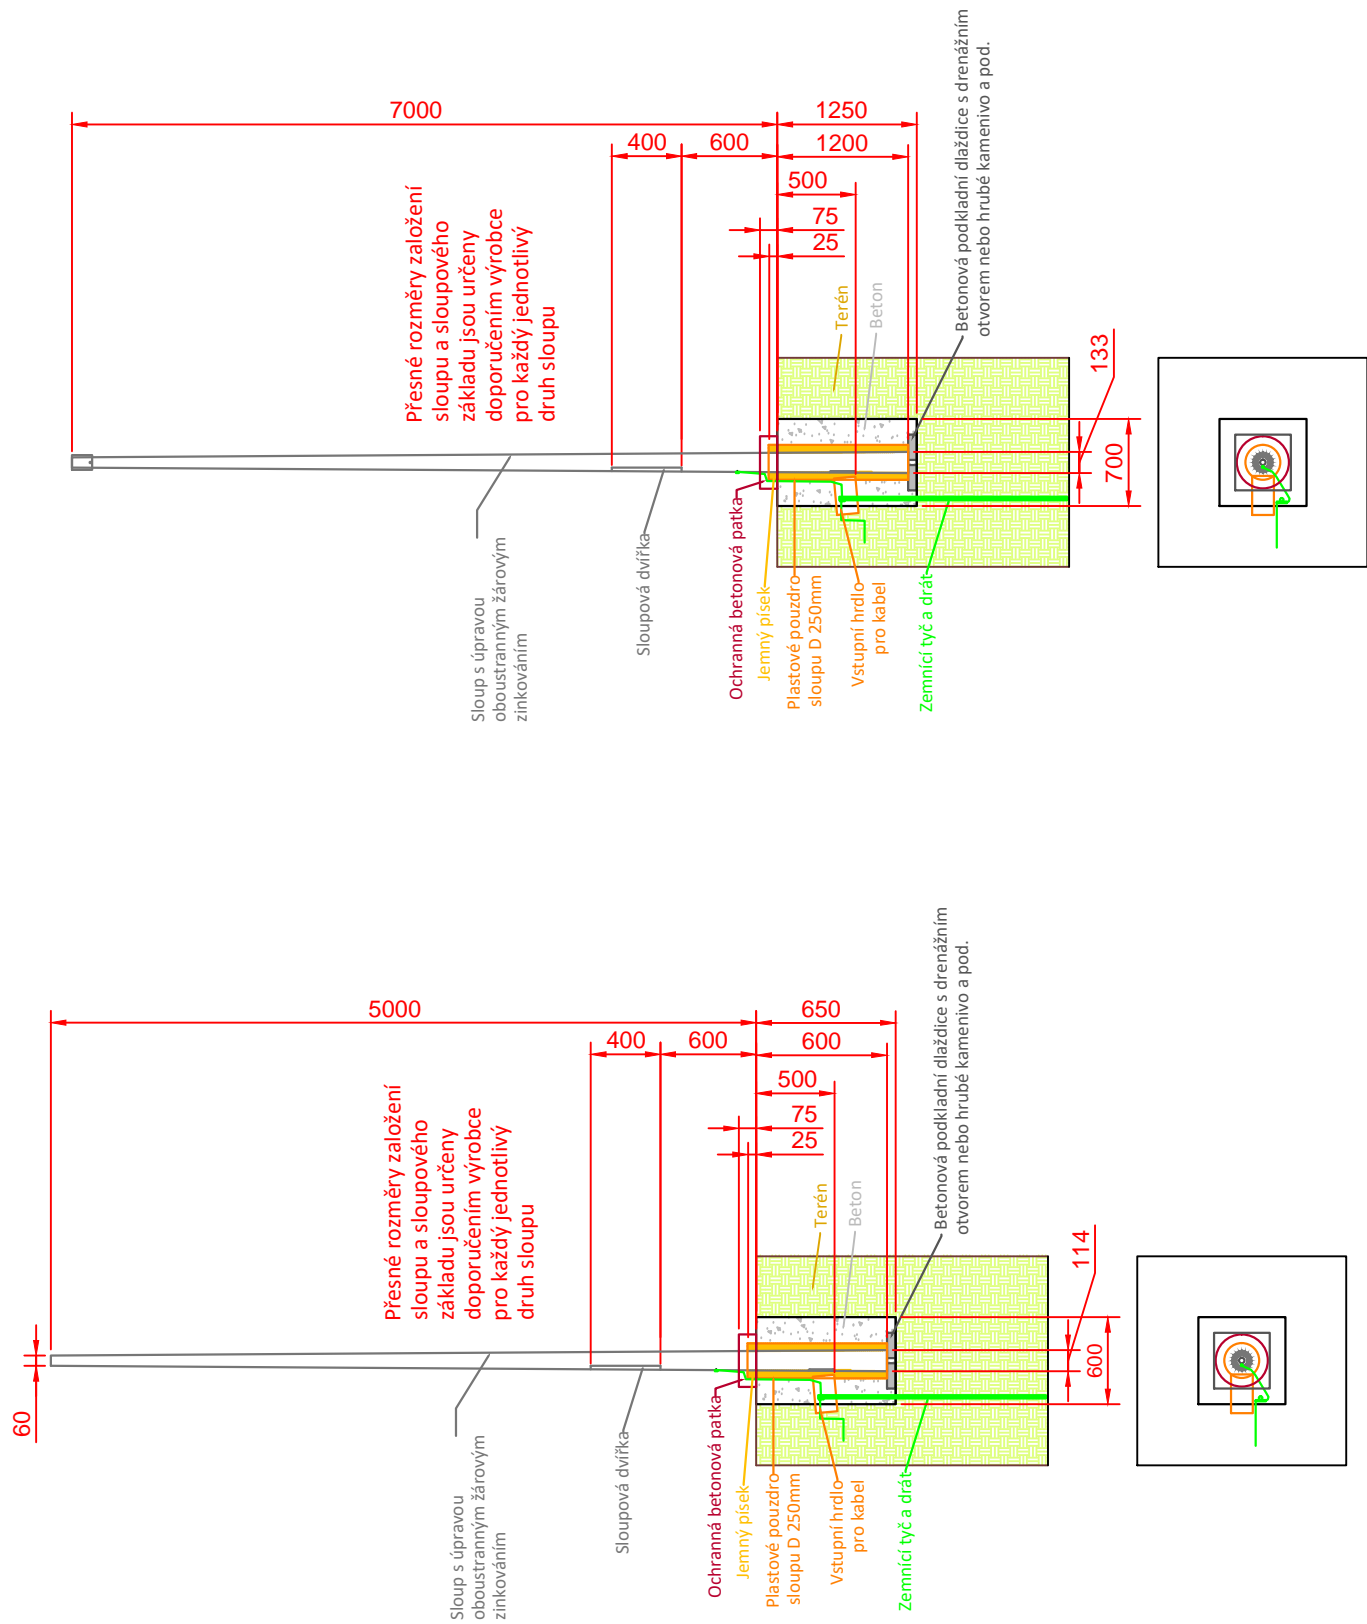 7000
1250
400
600
1200
500
75
25
Přesné rozměry založení
sloupu a sloupového
základu jsou určeny
doporučením výrobce
pro každý jednotlivý
druh sloupu
Betonová podkladní dlaždice s drenážním
otvorem nebo hrubé kamenivo a pod.
Terén
Beton
133
700
Sloup s úpravou
oboustranným žárovým
zinkováním
Sloupová dvířka
Ochranná betonová patka
Jemný písek
Plastové pouzdro
sloupu D 250mm
Vstupní hrdlo
pro kabel
Zemnící tyč a drát
5000
650
400
600
600
500
75
25
Přesné rozměry založení
sloupu a sloupového
základu jsou určeny
doporučením výrobce
pro každý jednotlivý
druh sloupu
Betonová podkladní dlaždice s drenážním
otvorem nebo hrubé kamenivo a pod.
Terén
Beton
114
600
60
Sloup s úpravou
oboustranným žárovým
zinkováním
Sloupová dvířka
Ochranná betonová patka
Jemný písek
Plastové pouzdro
sloupu D 250mm
Vstupní hrdlo
pro kabel
Zemnící tyč a drát